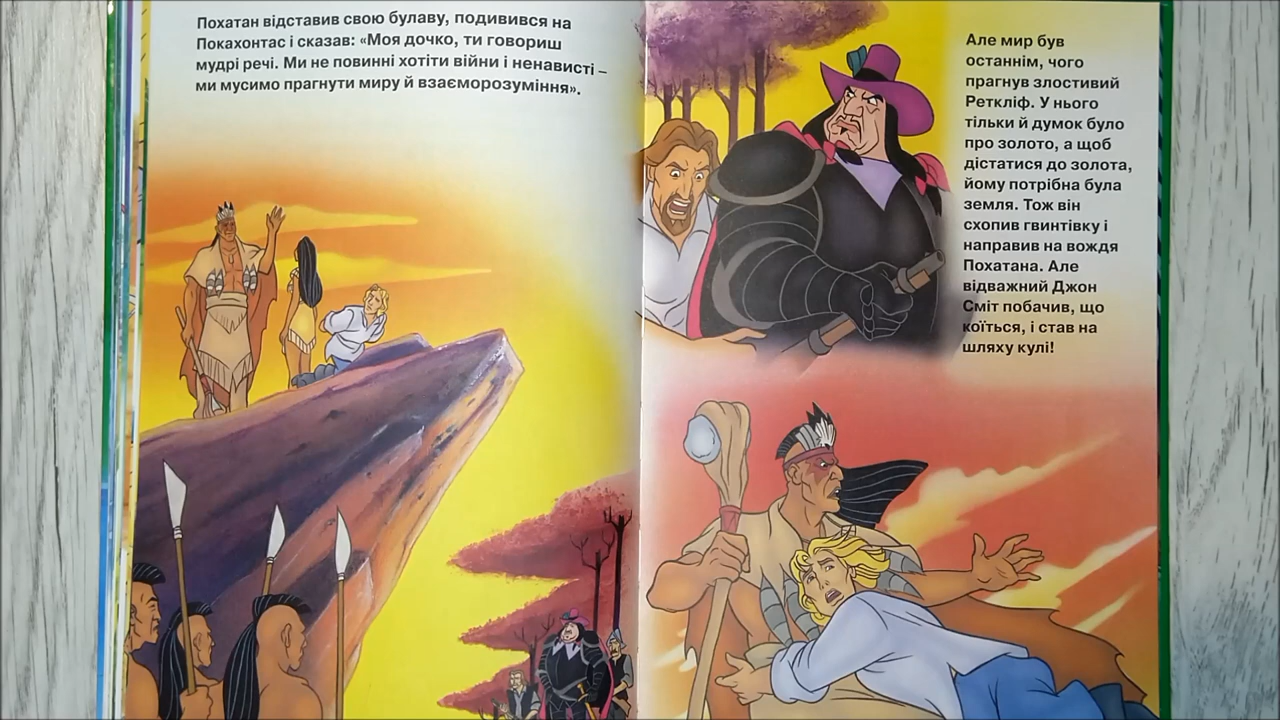 Похатан відставив свою булаву, подивився на
Покахонтас і сказав: «Моя дочко, ти говориш
мудрі речі. Ми не повинні хотіти війни і ненависті –
ми мусимо прагнути миру й взаєморозуміння».
Але мир був
останнім, чого
прагнув злостивий
Реткліф. У нього
тільки й думок було
про золото, а щоб
дістатися до золота,
йому потрібна була
земля. Тож він
схопив гвинтівку і
направив на вождя
Похатана. Але
відважний Джон
Сміт побачив, що
коїться, і став на
шляху кулі!